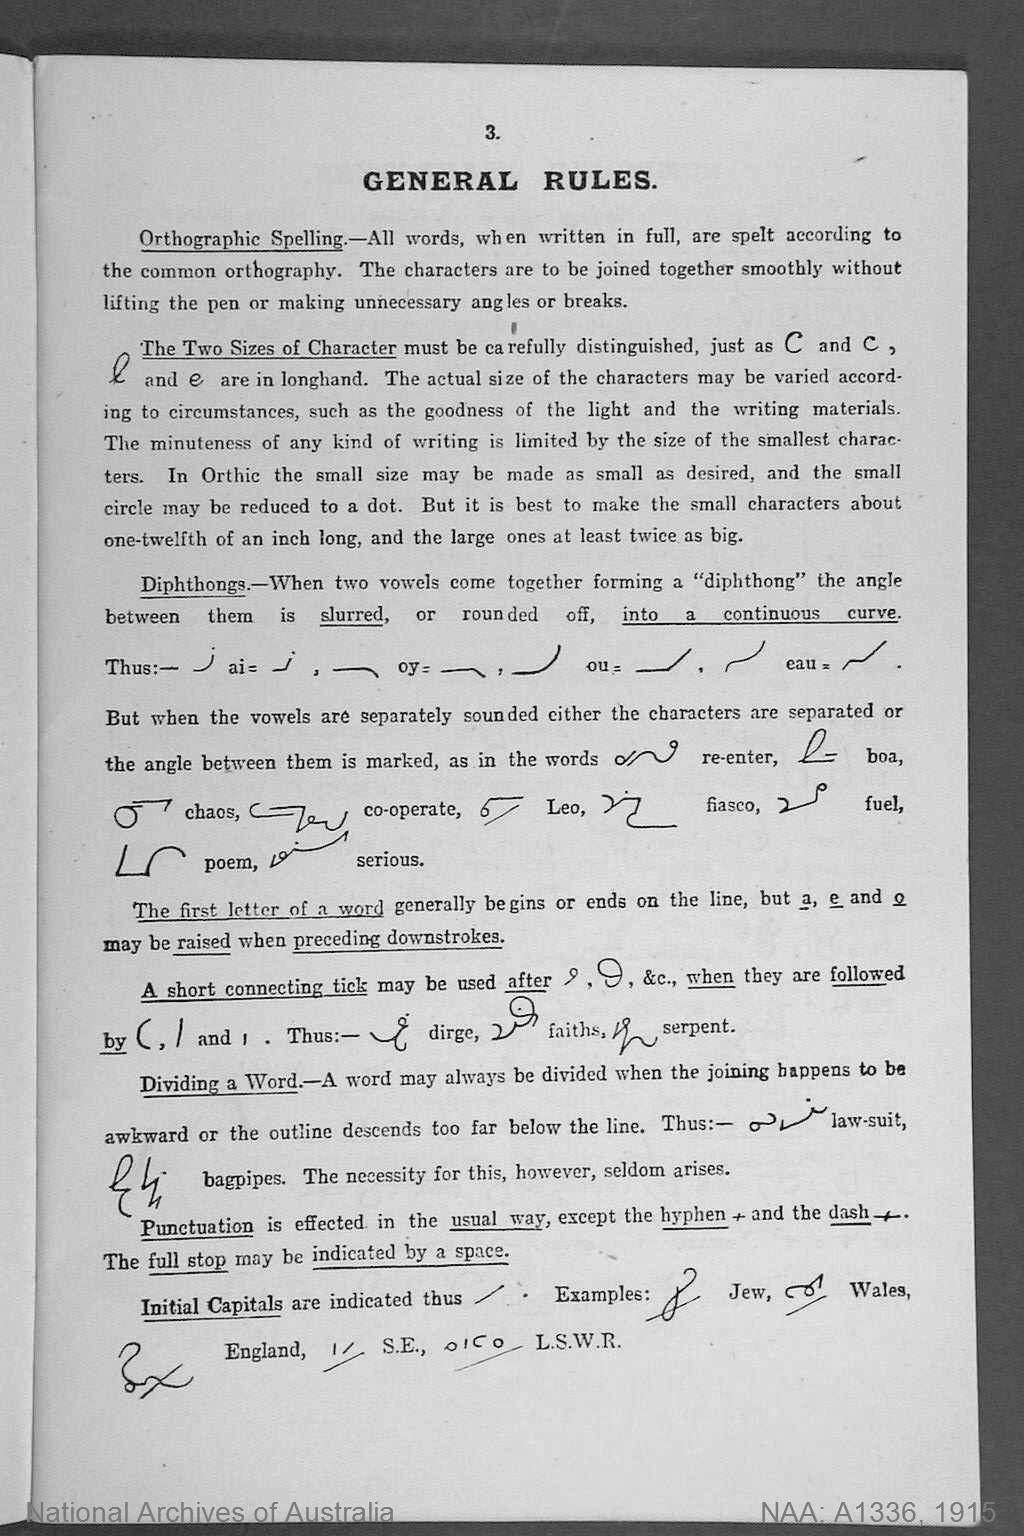 3.
GENERAL RULES.
Orthographic Spelling.—All words, when written in full, are spelt according to
the common orthography. The characters are to be joined together smoothly without
lifting the pen or making unnecessary angles or breaks.
The Two Sizes of Character must be carefully distinguished, just as C and c,
l and e are in longhand. The actual size of the characters may be varied accord-
ing to circumstances, such as the goodness of the light and the writing materials.
The minuteness of any kind of writing is limited by the size of the smallest charac-
ters. In Orthic the small size may be made as small as desired, and the small
circle may be reduced to a dot. But it is best to make the small characters about
one-twelfth of an inch long, and the large ones at least twice as big.
Diphthongs.—When two vowels come together forming a "diphthong" the angle
between them is slurred, or rounded off, into a continuous curve.
Thus:— ai= , oy= , ou= , eau= .
But when the vowels are separately sounded either the characters are separated or
the angle between them is marked, as in the words re-enter, boa,
chaos, co-operate, Leo, fiasco, fuel,
poem, serious.
The first letter of a word generally begins or ends on the line, but a, e and o
may be raised when preceding downstrokes.
A short connecting tick may be used after , , &c., when they are followed
by , and . Thus:— dirge, faiths, serpent.
Dividing a Word.—A word may always be divided when the joining happens to be
awkward or the outline descends too far below the line. Thus:— law-suit,
bagpipes. The necessity for this, however, seldom arises.
Punctuation is effected in the usual way, except the hyphen and the dash .
The full stop may be indicated by a space.
Initial Capitals are indicated thus . Examples: Jew, Wales,
England, S.E., L.S.W.R.
National Archives of Australia NAA: A1336, 1915